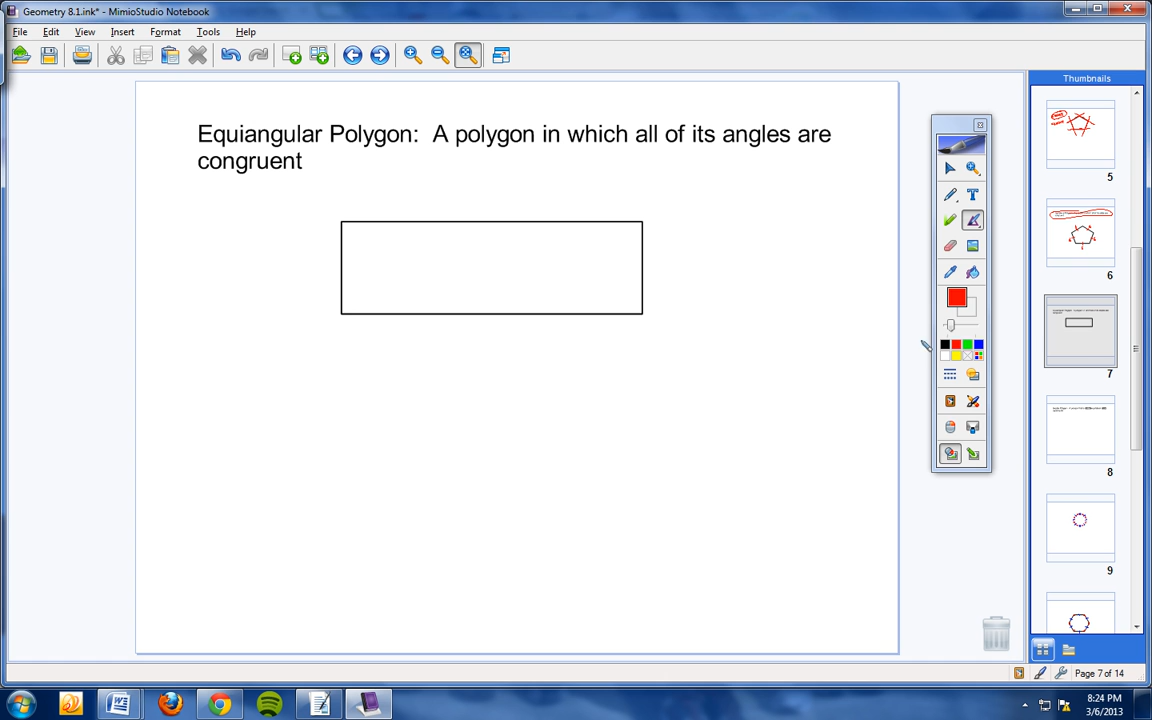 Geometry 8.1.ink* - MimioStudio Notebook
File Edit View Insert Format Tools Help
Thumbnails
Equiangular Polygon: A polygon in which all of its angles are
congruent
5
6
7
8
9
Page 7 of 14
8:24 PM
3/6/2013